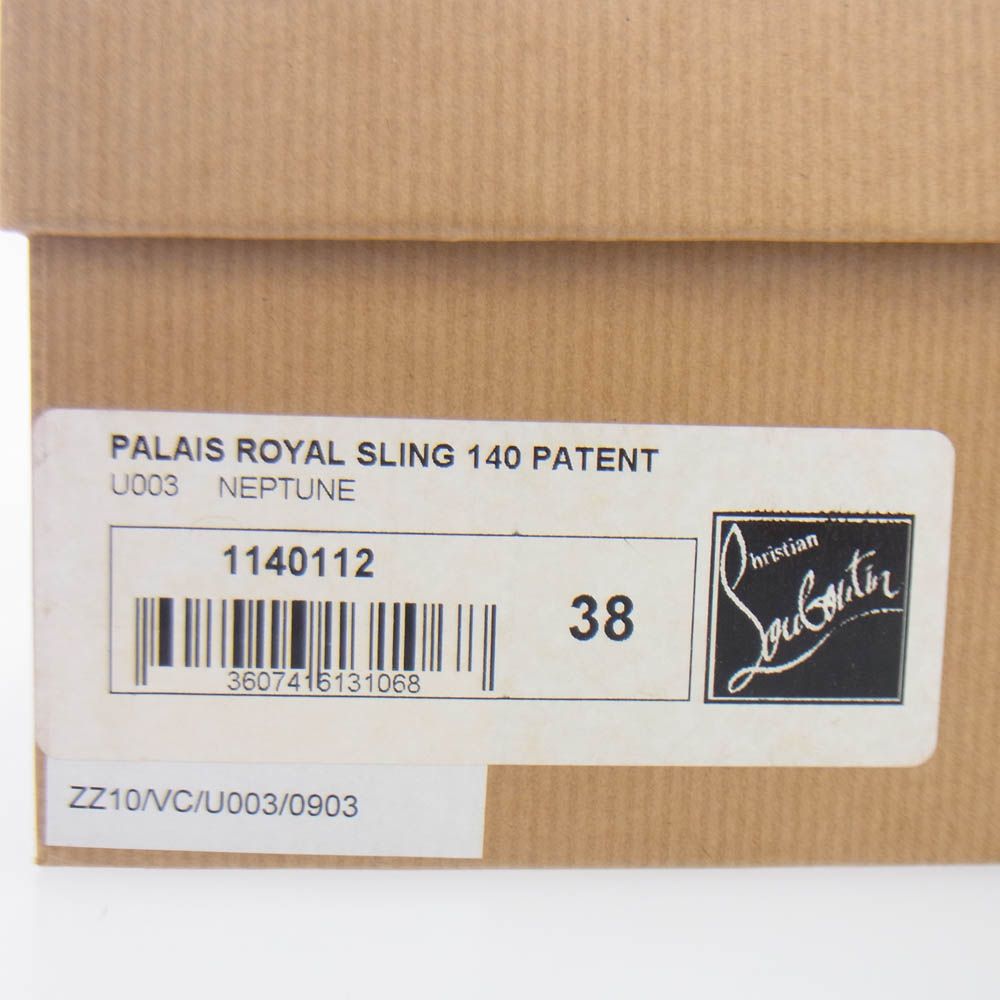 PALAIS ROYAL SLING 140 PATENT
U003 NEPTUNE
1140112
38
3607416131068
Christian
Louboutin
ZZ10/VC/U003/0903